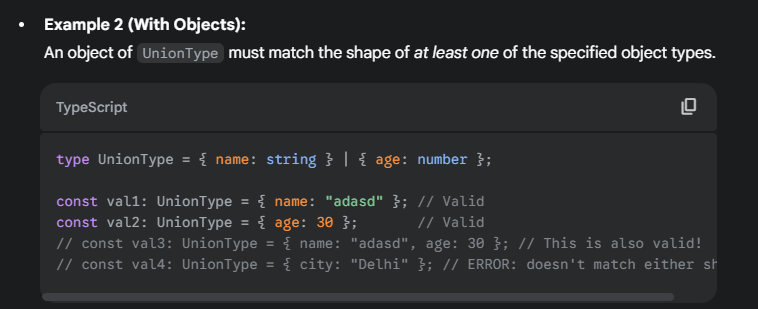 • Example 2 (With Objects):
An object of UnionType must match the shape of at least one of the specified object types.
TypeScript
type UnionType = { name: string } | { age: number };
const val1: UnionType = { name: "adasd" }; // Valid
const val2: UnionType = { age: 30 };       // Valid
// const val3: UnionType = { name: "adasd", age: 30 }; // This is also valid!
// const val4: UnionType = { city: "Delhi" }; // ERROR: doesn't match either sh